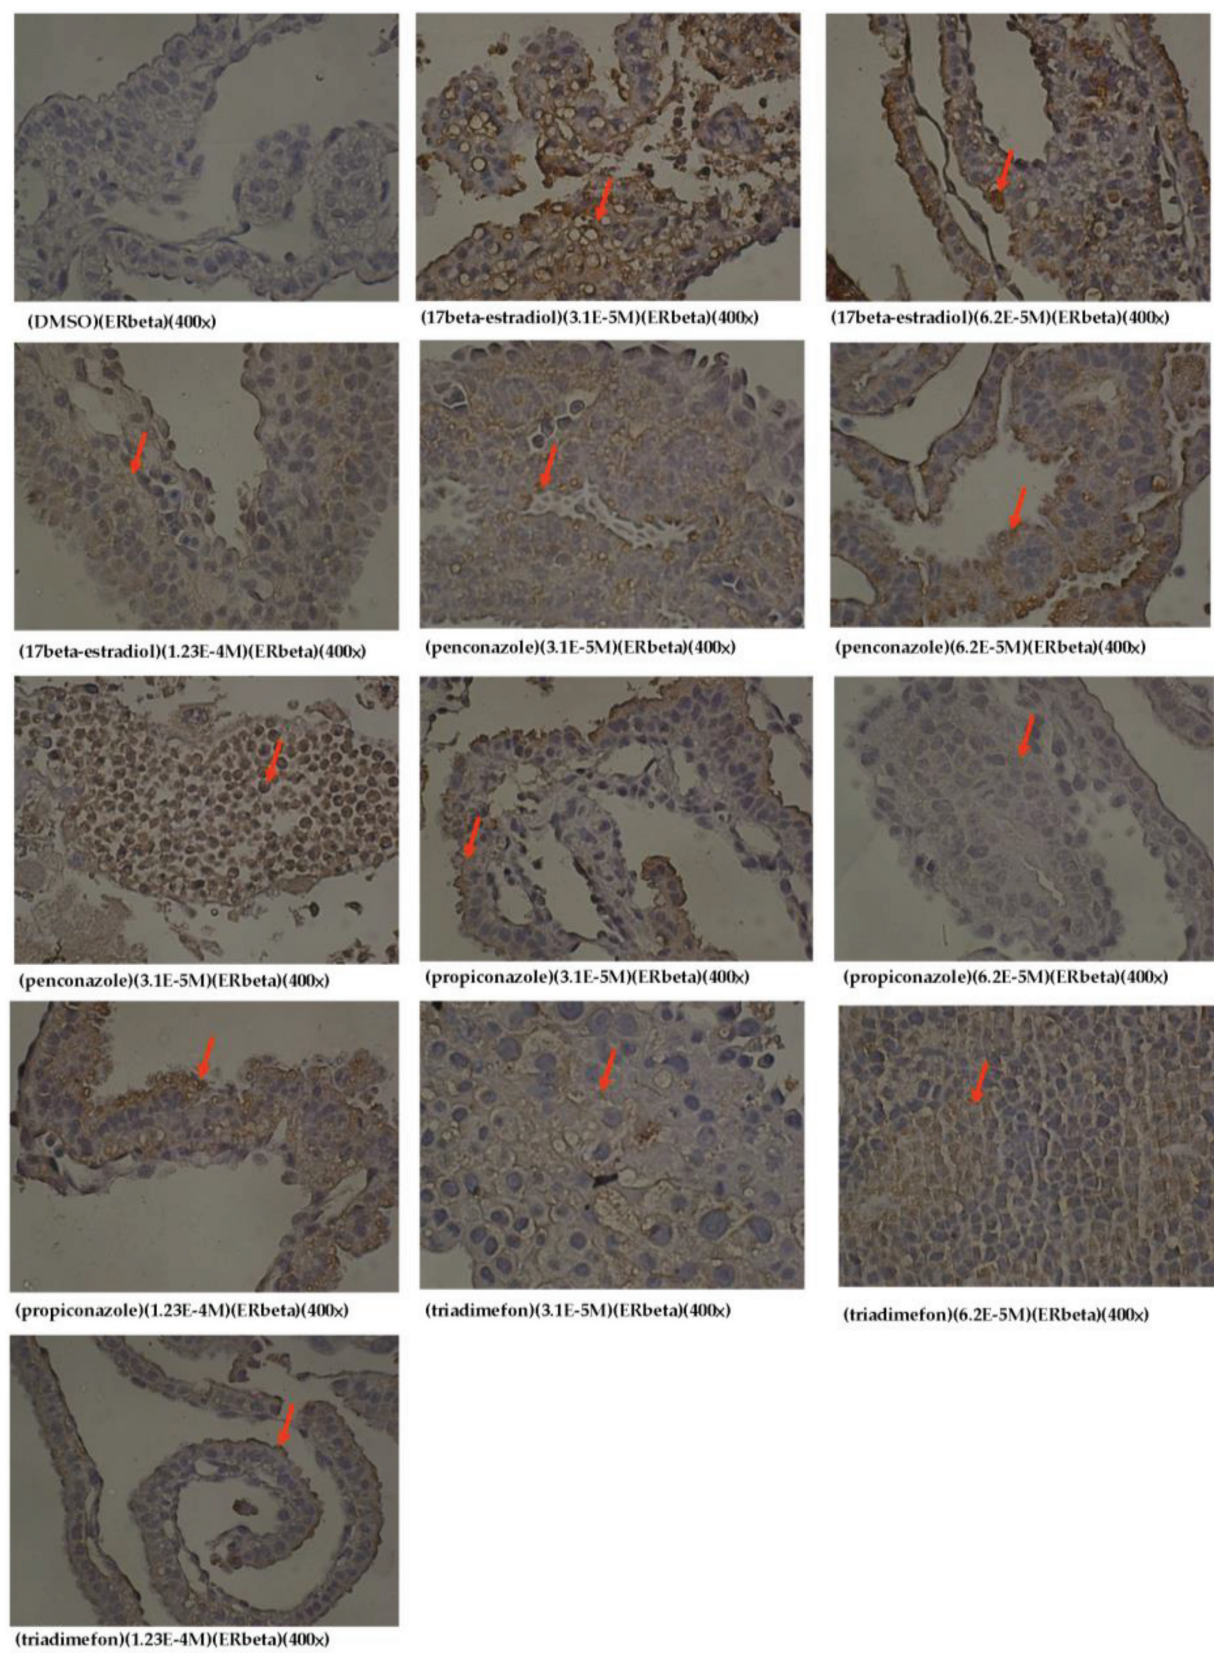 (DMSO)(ERbeta)(400x)
(17beta-estradiol)(3.1E-5M)(ERbeta)(400x)
(17beta-estradiol)(6.2E-5M)(ERbeta)(400x)
(17beta-estradiol)(1.23E-4M)(ERbeta)(400x)
(penconazole)(3.1E-5M)(ERbeta)(400x)
(penconazole)(6.2E-5M)(ERbeta)(400x)
(penconazole)(3.1E-5M)(ERbeta)(400x)
(propiconazole)(3.1E-5M)(ERbeta)(400x)
(propiconazole)(6.2E-5M)(ERbeta)(400x)
(propiconazole)(1.23E-4M)(ERbeta)(400x)
(triadimefon)(3.1E-5M)(ERbeta)(400x)
(triadimefon)(6.2E-5M)(ERbeta)(400x)
(triadimefon)(1.23E-4M)(ERbeta)(400x)